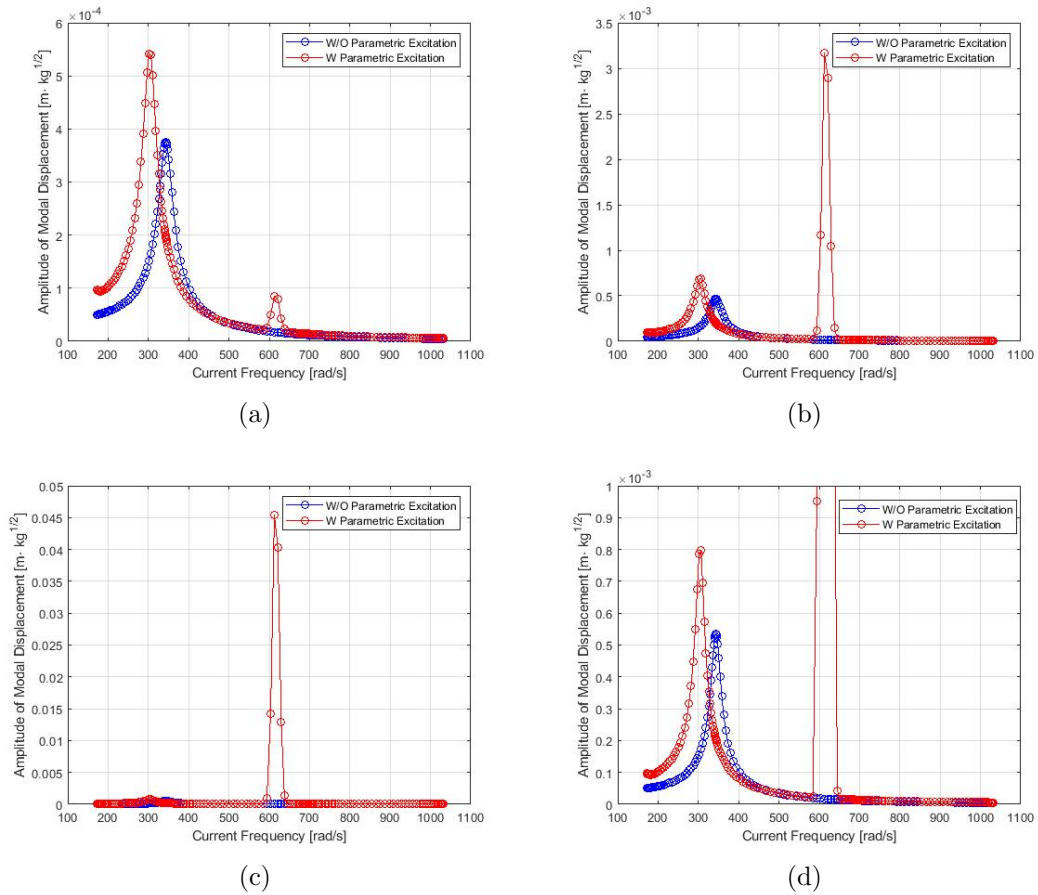 ×10⁻⁴
6
5
4
3
2
1
0
100 200 300 400 500 600 700 800 900 1000 1100
Current Frequency [rad/s]
Amplitude of Modal Displacement [m· kg^1/2]
W/O Parametric Excitation
W Parametric Excitation
(a)
×10⁻³
3.5
3
2.5
2
1.5
1
0.5
0
100 200 300 400 500 600 700 800 900 1000 1100
Current Frequency [rad/s]
Amplitude of Modal Displacement [m· kg^1/2]
W/O Parametric Excitation
W Parametric Excitation
(b)
0.05
0.045
0.04
0.035
0.03
0.025
0.02
0.015
0.01
0.005
0
100 200 300 400 500 600 700 800 900 1000 1100
Current Frequency [rad/s]
Amplitude of Modal Displacement [m· kg^1/2]
W/O Parametric Excitation
W Parametric Excitation
(c)
×10⁻³
1
0.9
0.8
0.7
0.6
0.5
0.4
0.3
0.2
0.1
0
100 200 300 400 500 600 700 800 900 1000 1100
Current Frequency [rad/s]
Amplitude of Modal Displacement [m· kg^1/2]
W/O Parametric Excitation
W Parametric Excitation
(d)